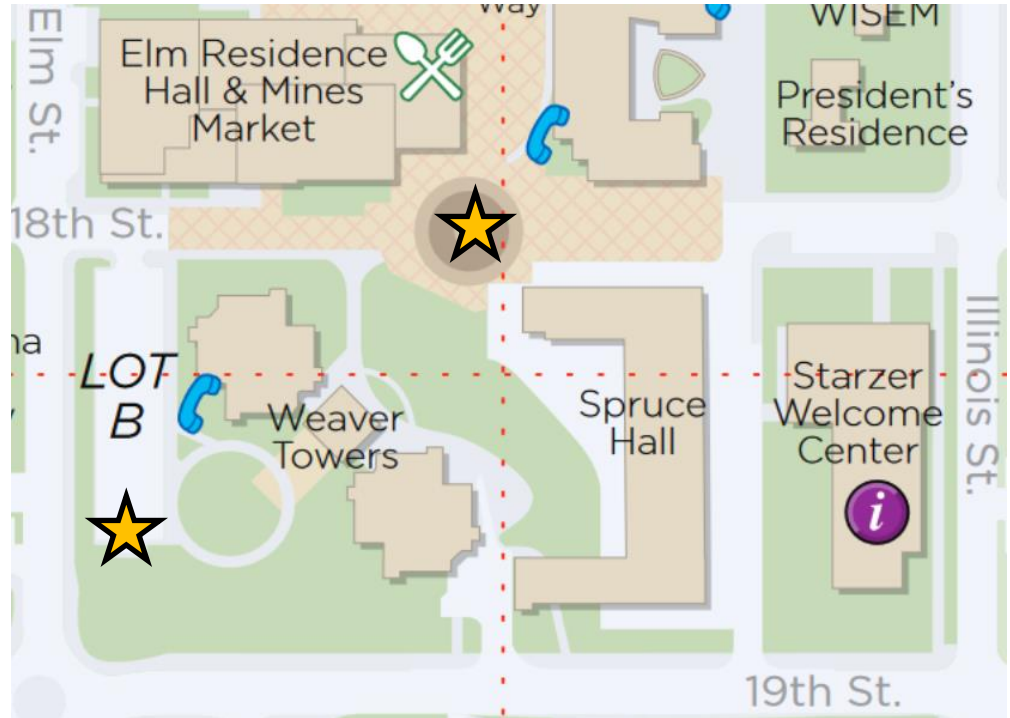 Way
WISEM
Elm St.
Elm Residence
Hall & Mines
Market
President's
Residence
18th St.
LOT
B
Weaver
Towers
Spruce
Hall
Starzer
Welcome
Center
i
Illinois St.
19th St.